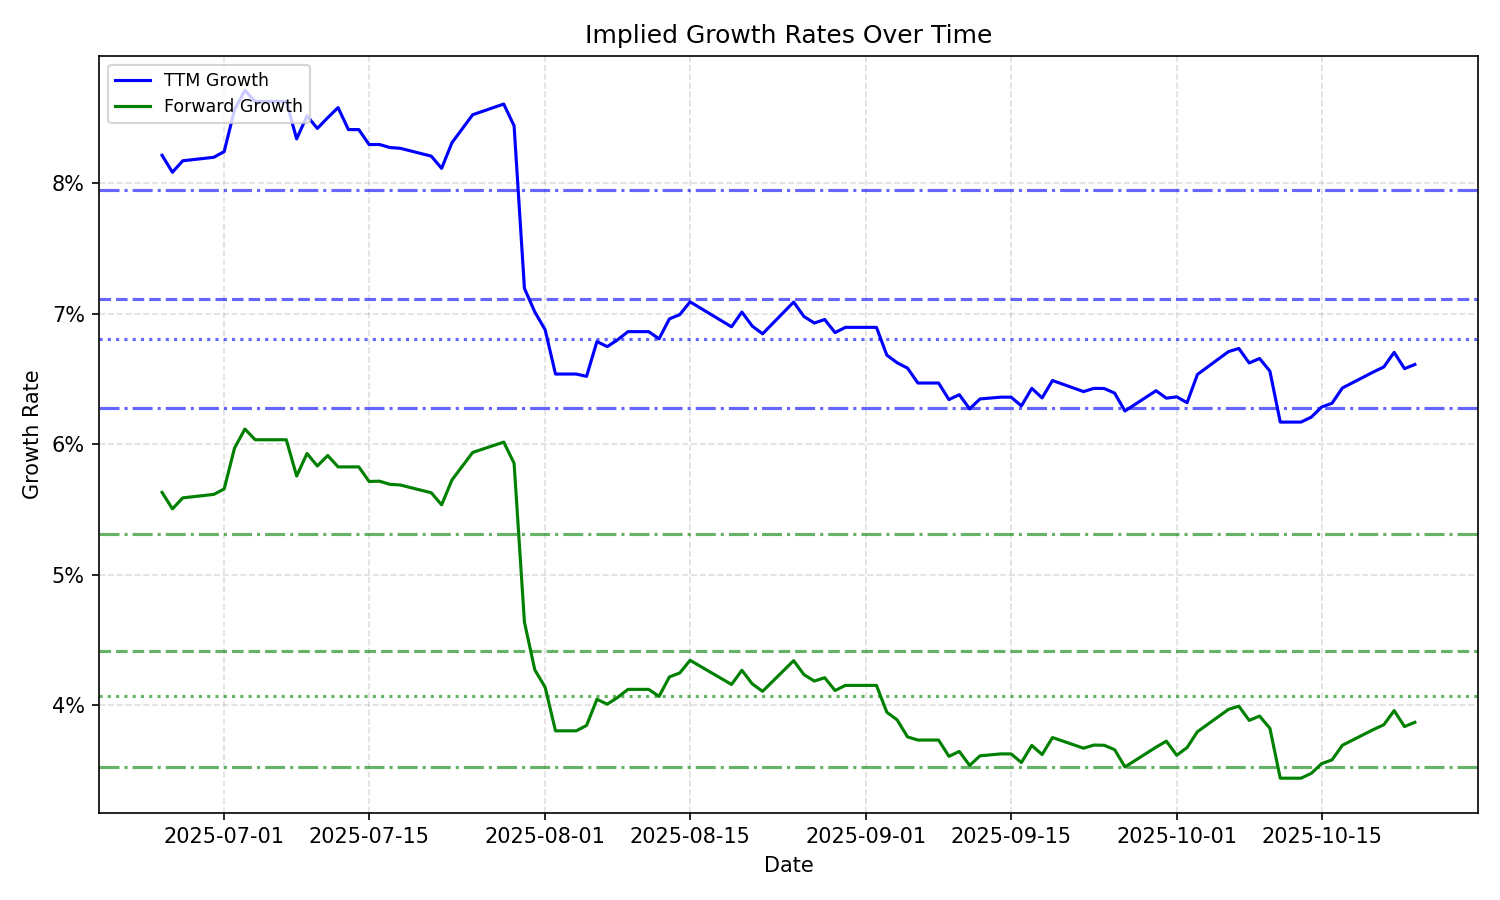 Implied Growth Rates Over Time
TTM Growth
Forward Growth
8%
7%
6%
5%
4%
Growth Rate
2025-07-01 2025-07-15 2025-08-01 2025-08-15 2025-09-01 2025-09-15 2025-10-01 2025-10-15
Date